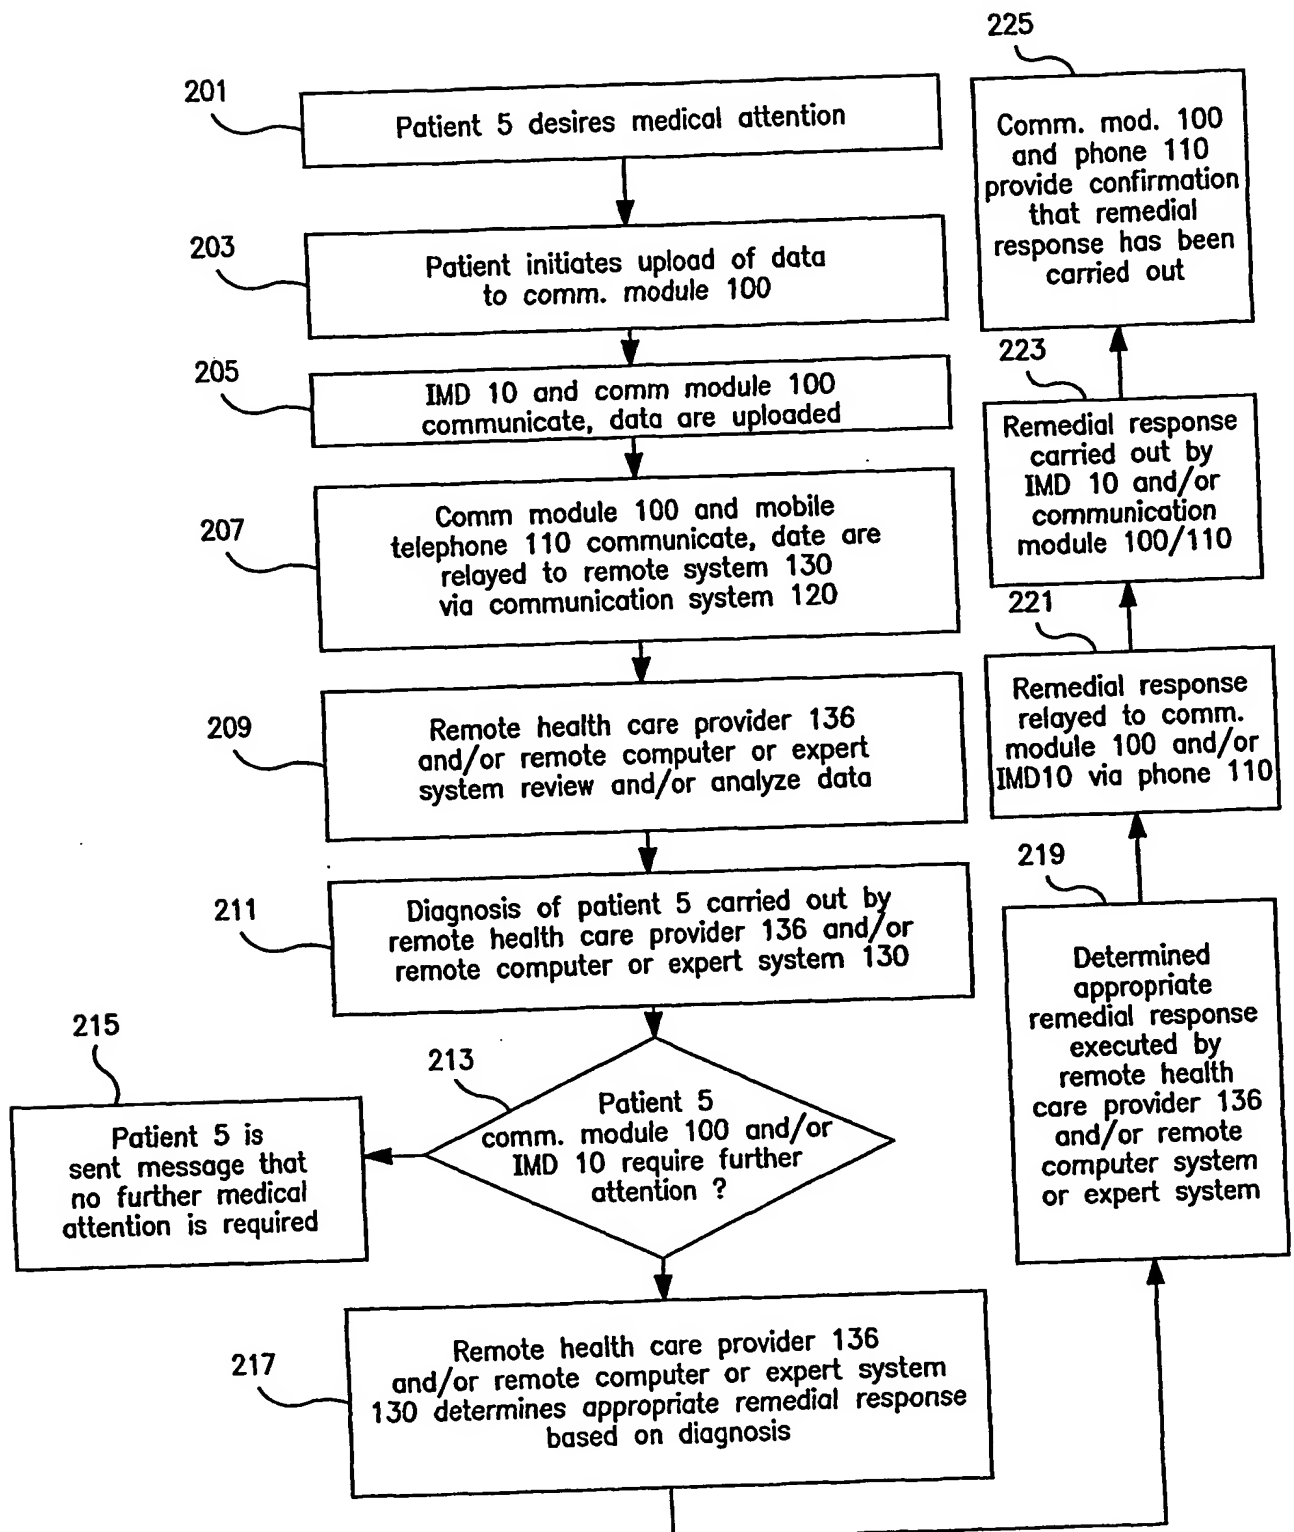 201
Patient 5 desires medical attention
203
Patient initiates upload of data
to comm. module 100
205
IMD 10 and comm module 100
communicate, data are uploaded
207
Comm module 100 and mobile
telephone 110 communicate, date are
relayed to remote system 130
via communication system 120
209
Remote health care provider 136
and/or remote computer or expert
system review and/or analyze data
211
Diagnosis of patient 5 carried out by
remote health care provider 136 and/or
remote computer or expert system 130
213
Patient 5
comm. module 100 and/or
IMD 10 require further
attention ?
215
Patient 5 is
sent message that
no further medical
attention is required
217
Remote health care provider 136
and/or remote computer or expert system
130 determines appropriate remedial response
based on diagnosis
219
Determined
appropriate
remedial response
executed by
remote health
care provider 136
and/or remote
computer system
or expert system
221
Remedial response
relayed to comm.
module 100 and/or
IMD10 via phone 110
223
Remedial response
carried out by
IMD 10 and/or
communication
module 100/110
225
Comm. mod. 100
and phone 110
provide confirmation
that remedial
response has been
carried out